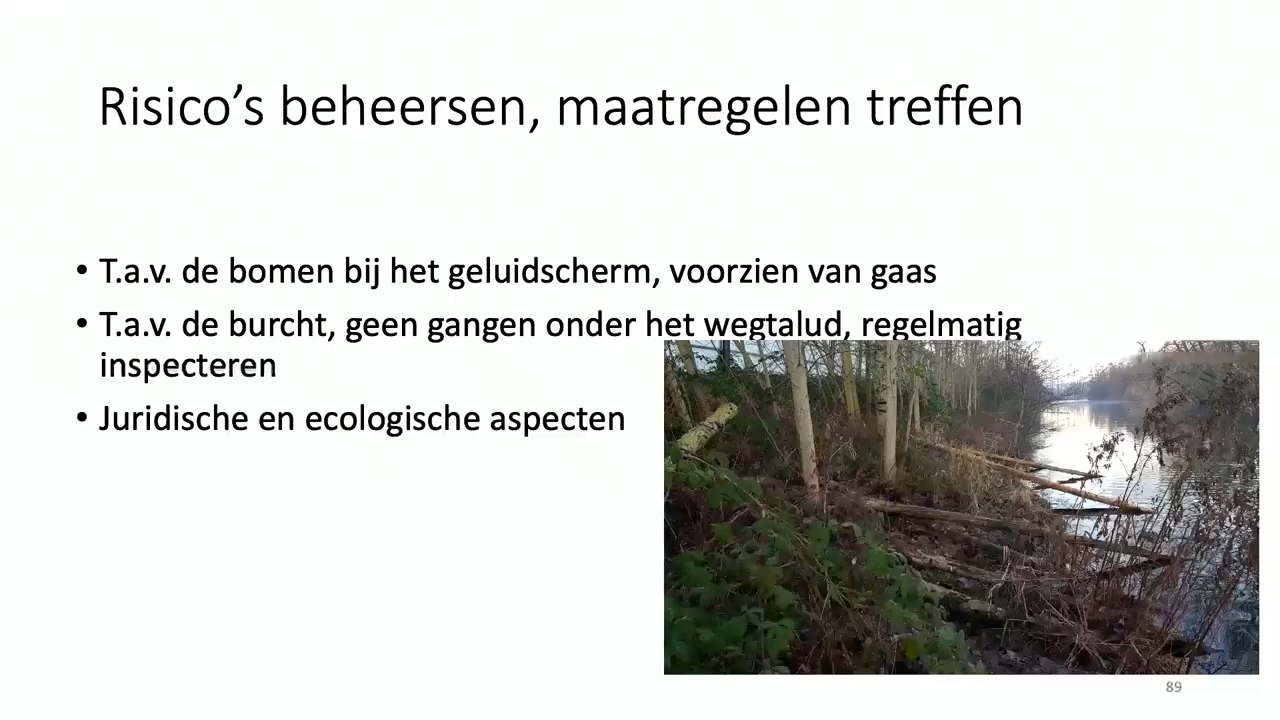 Risico’s beheersen, maatregelen treffen
• T.a.v. de bomen bij het geluidscherm, voorzien van gaas
• T.a.v. de burcht, geen gangen onder het wegtalud, regelmatig
inspecteren
• Juridische en ecologische aspecten
89